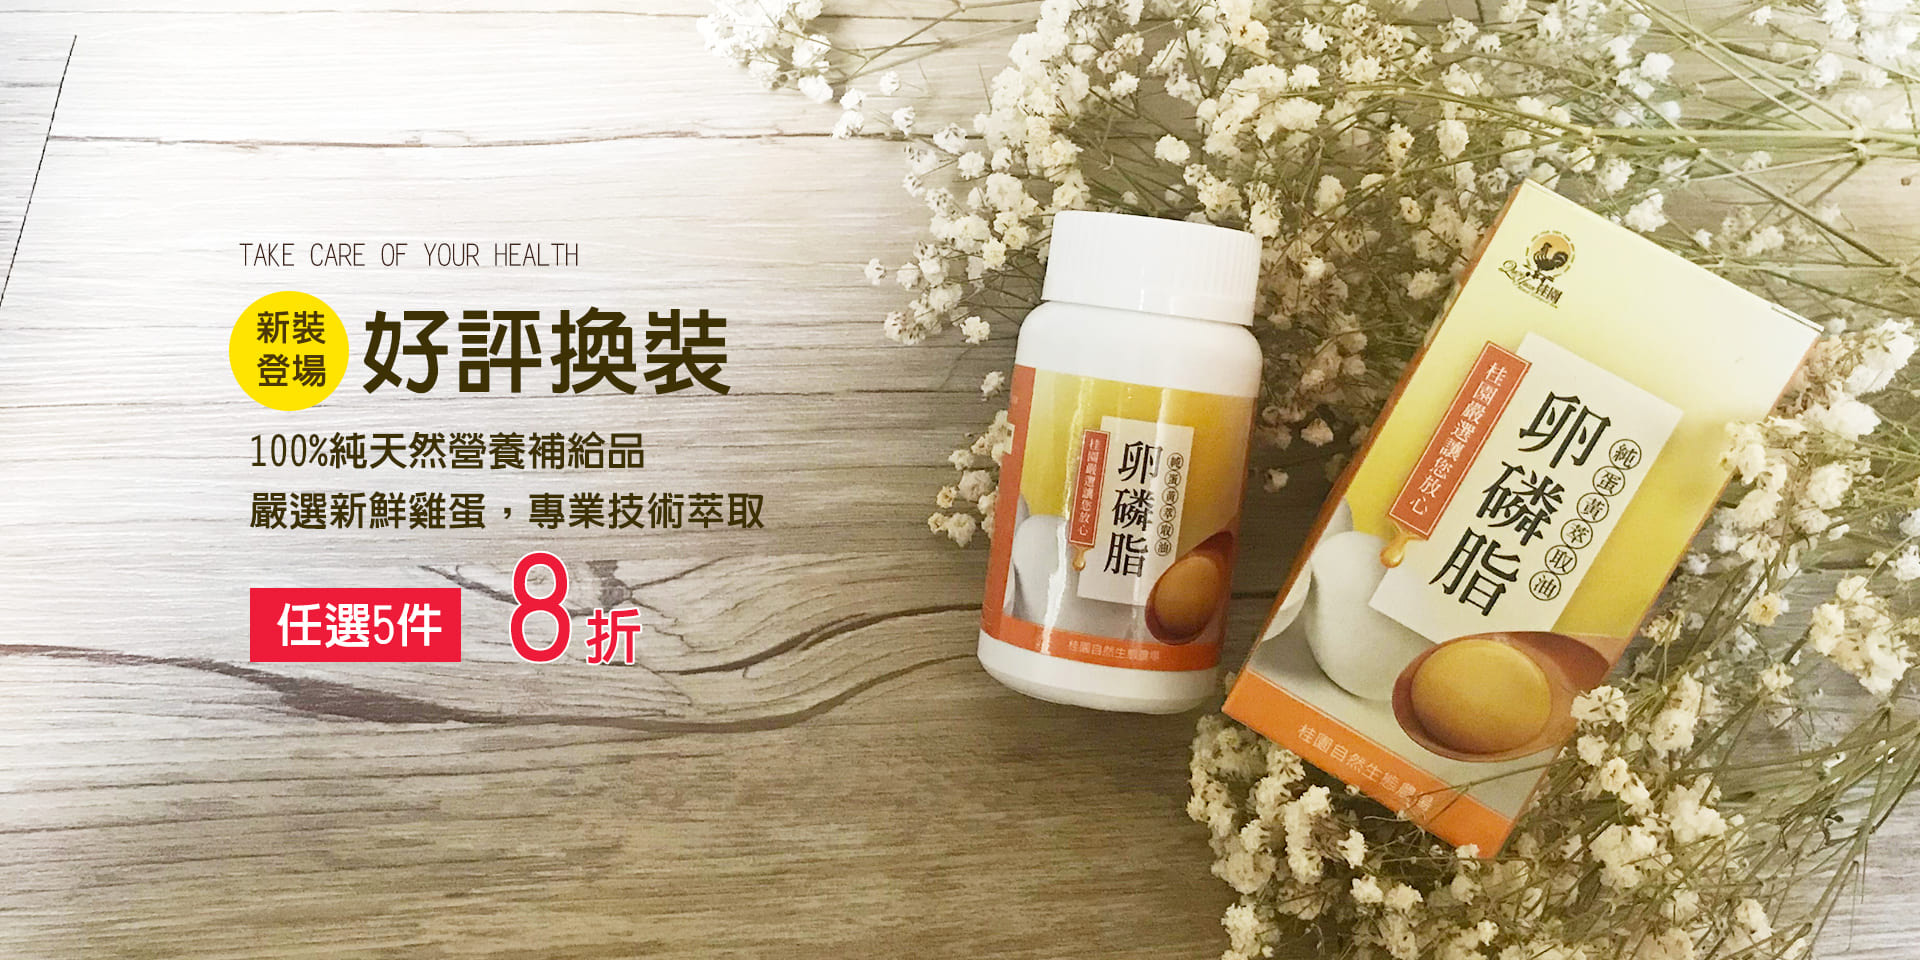 TAKE CARE OF YOUR HEALTH
新裝
登場
好評換裝
100%純天然營養補給品
嚴選新鮮雞蛋，專業技術萃取
任選5件
8折
桂園嚴選讓您放心
卵磷脂
純蛋黃萃取油
桂園自然生態農場
桂園
桂園嚴選讓您放心
卵磷脂
純蛋黃萃取油
桂園自然生態農場